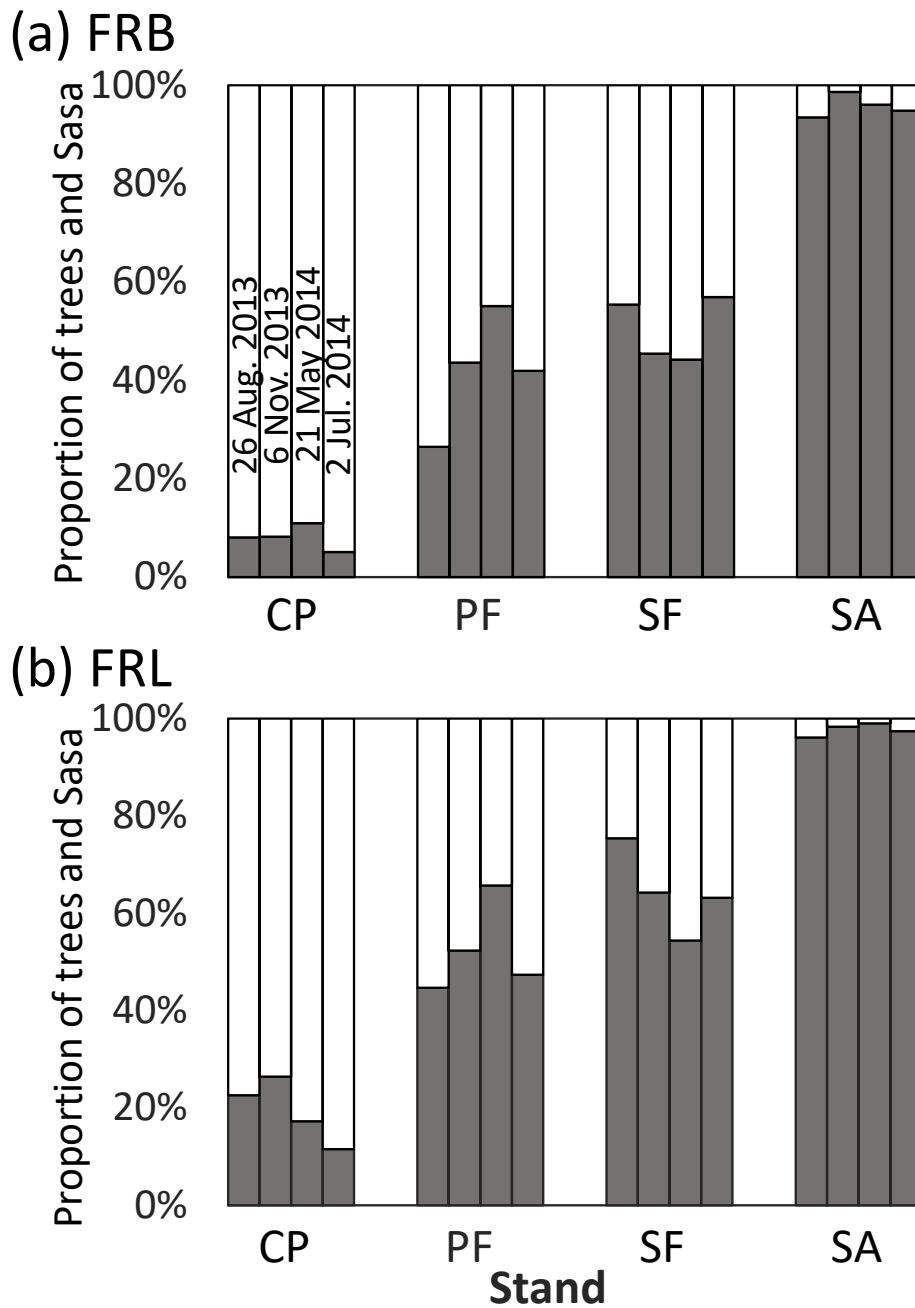 (a) FRB
Proportion of trees and Sasa
100%
80%
60%
40%
20%
0%
26 Aug. 2013
6 Nov. 2013
21 May 2014
2 Jul. 2014
CP PF SF SA
(b) FRL
Proportion of trees and Sasa
100%
80%
60%
40%
20%
0%
CP PF SF SA
Stand